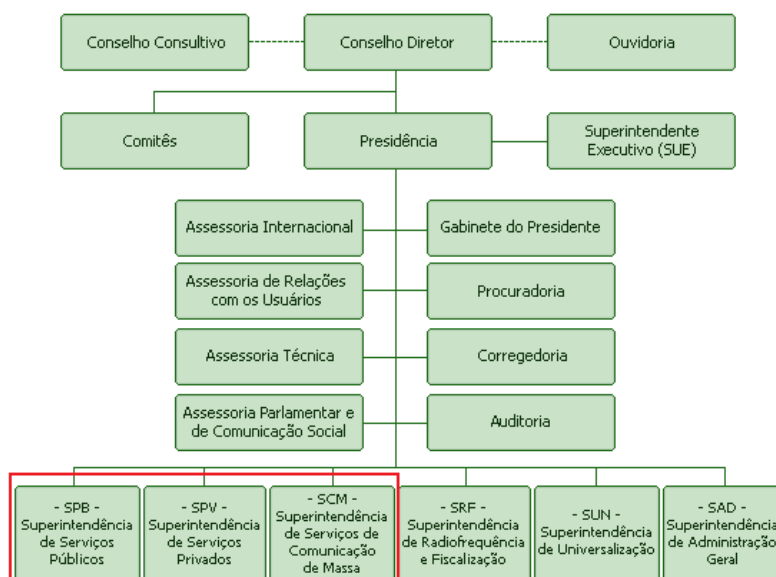 Conselho Consultivo
Conselho Diretor
Ouvidoria
Comitês
Presidência
Superintendente
Executivo (SUE)
Assessoria Internacional
Gabinete do Presidente
Assessoria de Relações
com os Usuários
Procuradoria
Assessoria Técnica
Corregedoria
Assessoria Parlamentar e
de Comunicação Social
Auditoria
- SPB -
Superintendência
de Serviços
Públicos
- SPV -
Superintendência
de Serviços
Privados
- SCM -
Superintendência
de Serviços de
Comunicação
de Massa
- SRF -
Superintendência
de Radiofrequência
e Fiscalização
- SUN -
Superintendência
de Universalização
- SAD -
Superintendência
de Administração
Geral